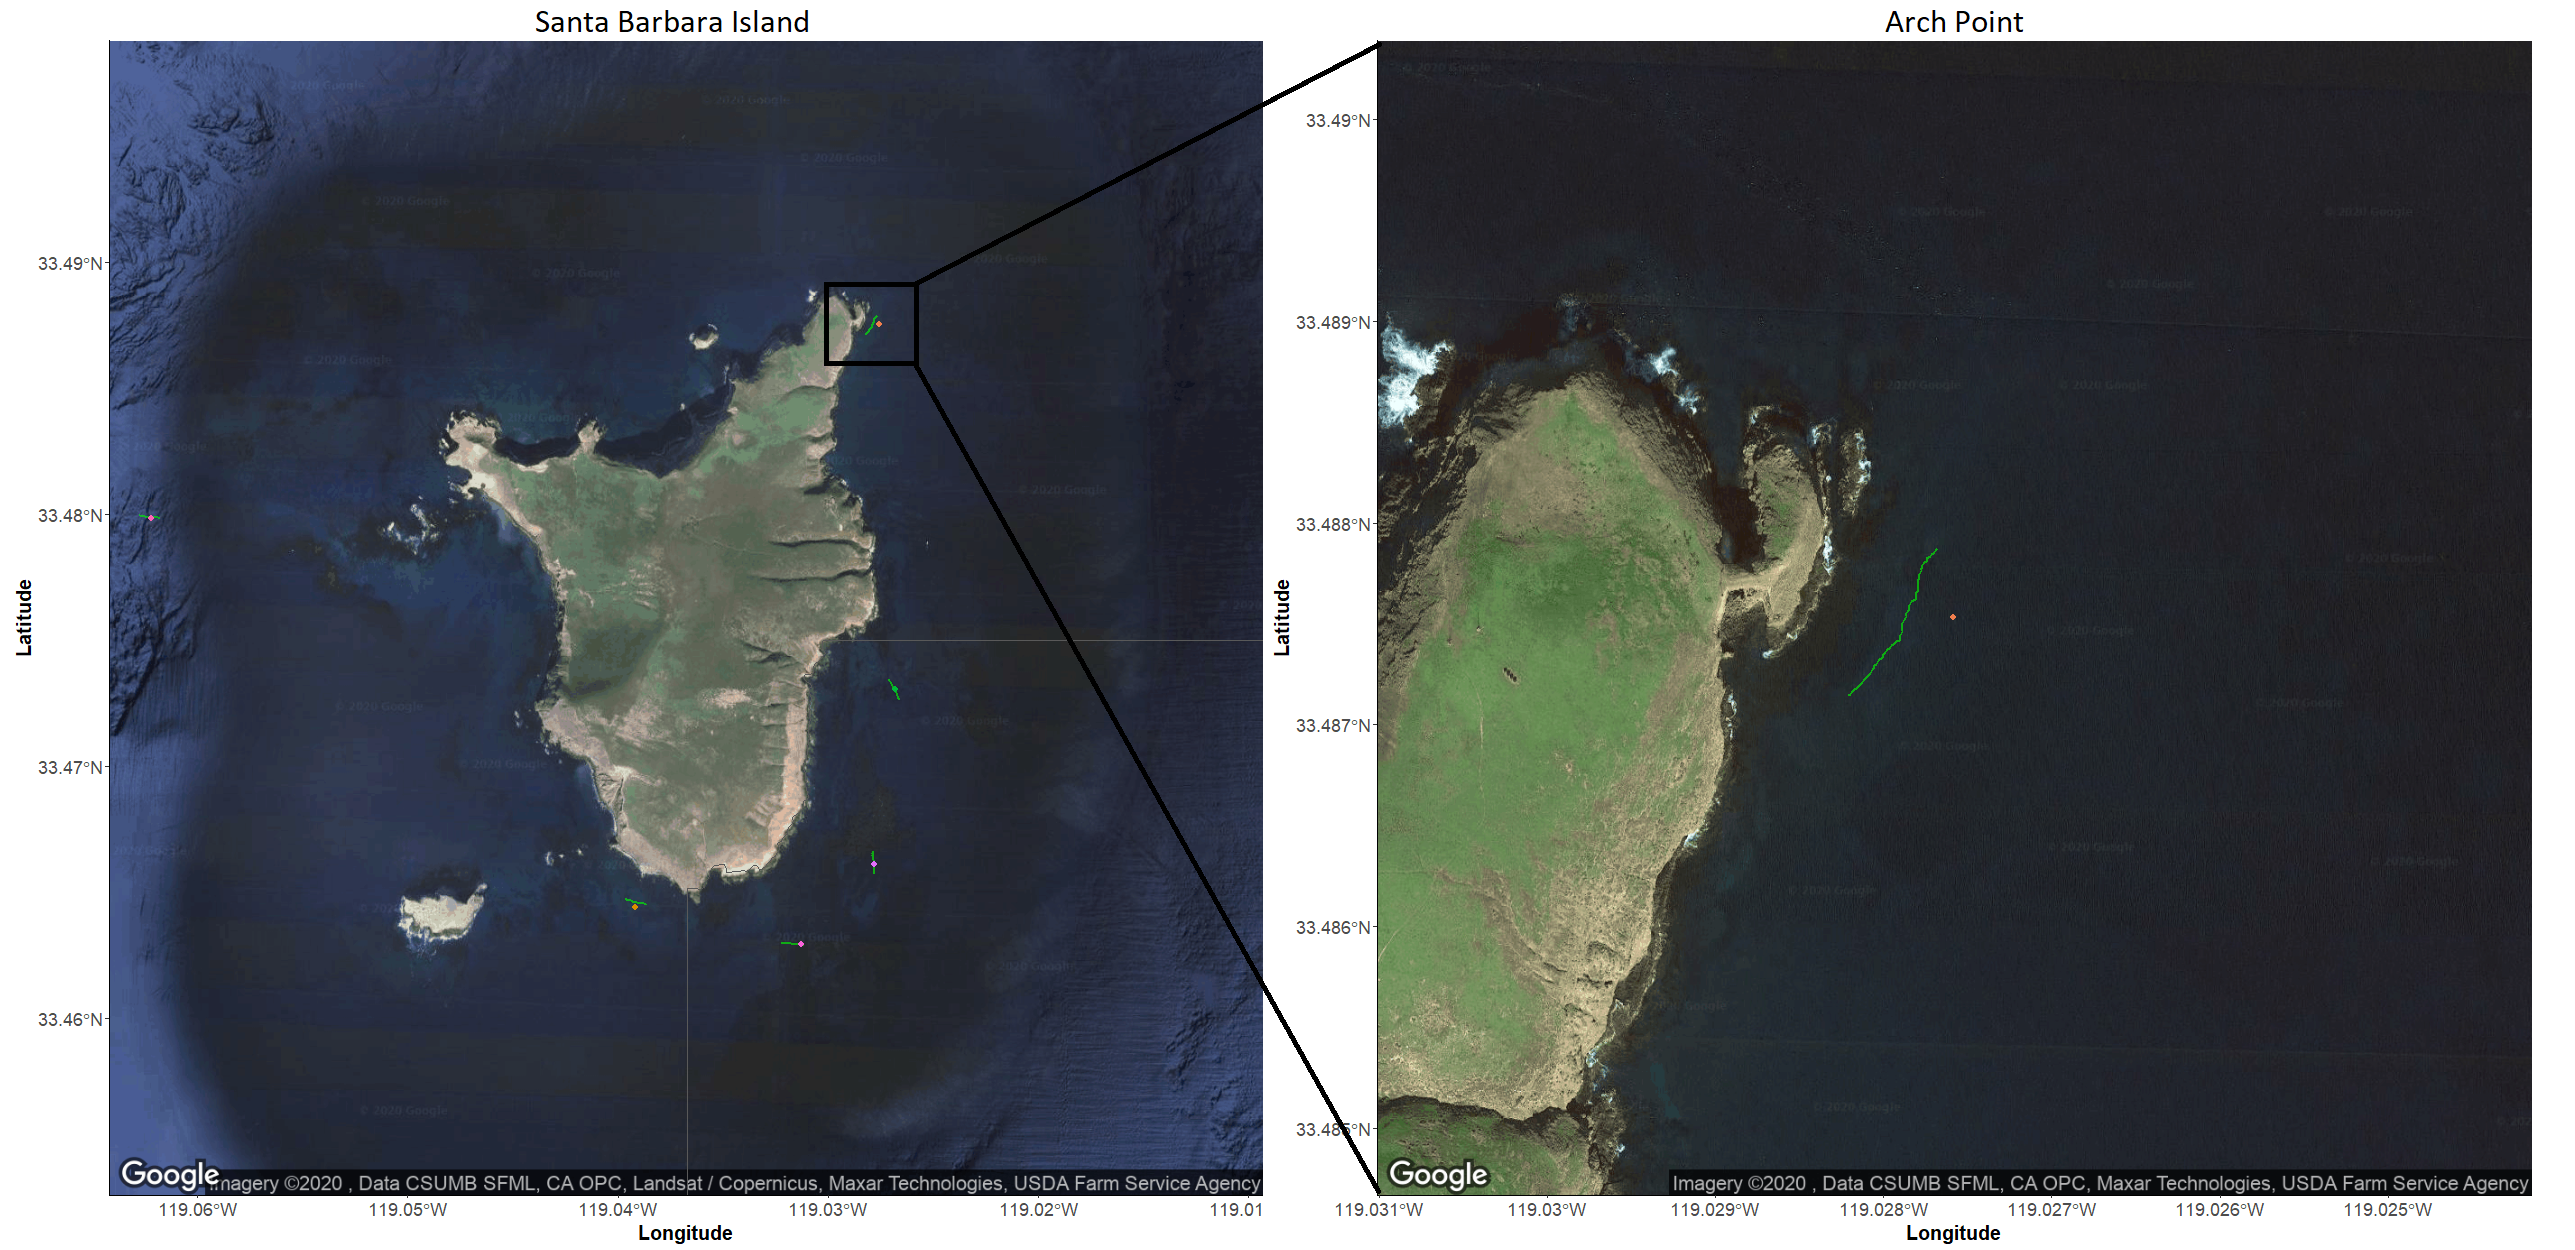 Santa Barbara Island
Arch Point
Latitude
33.49°N
33.48°N
33.47°N
33.46°N
119.06°W
119.05°W
119.04°W
119.03°W
119.02°W
119.01
Longitude
Google
Imagery ©2020 , Data CSUMB SFML, CA OPC, Landsat / Copernicus, Maxar Technologies, USDA Farm Service Agency
Latitude
33.49°N
33.489°N
33.488°N
33.487°N
33.486°N
33.485°N
119.031°W
119.03°W
119.029°W
119.028°W
119.027°W
119.026°W
119.025°W
Longitude
Google
Imagery ©2020 , Data CSUMB SFML, CA OPC, Maxar Technologies, USDA Farm Service Agency
© 2020 Google